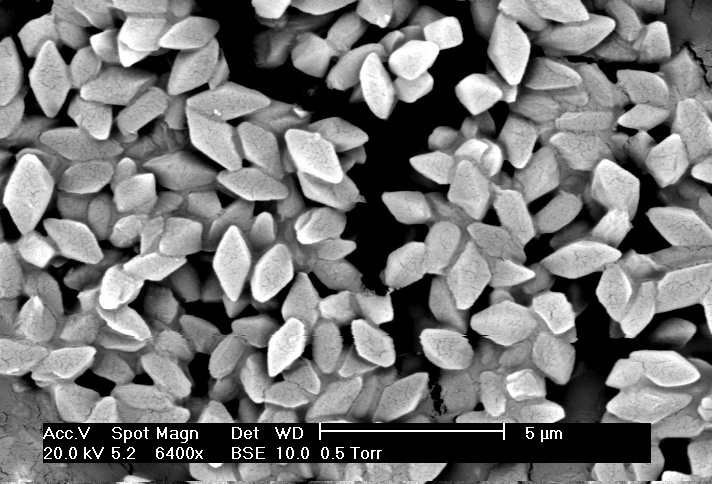 Acc.V Spot Magn Det WD 5 µm
20.0 kV 5.2 6400x BSE 10.0 0.5 Torr